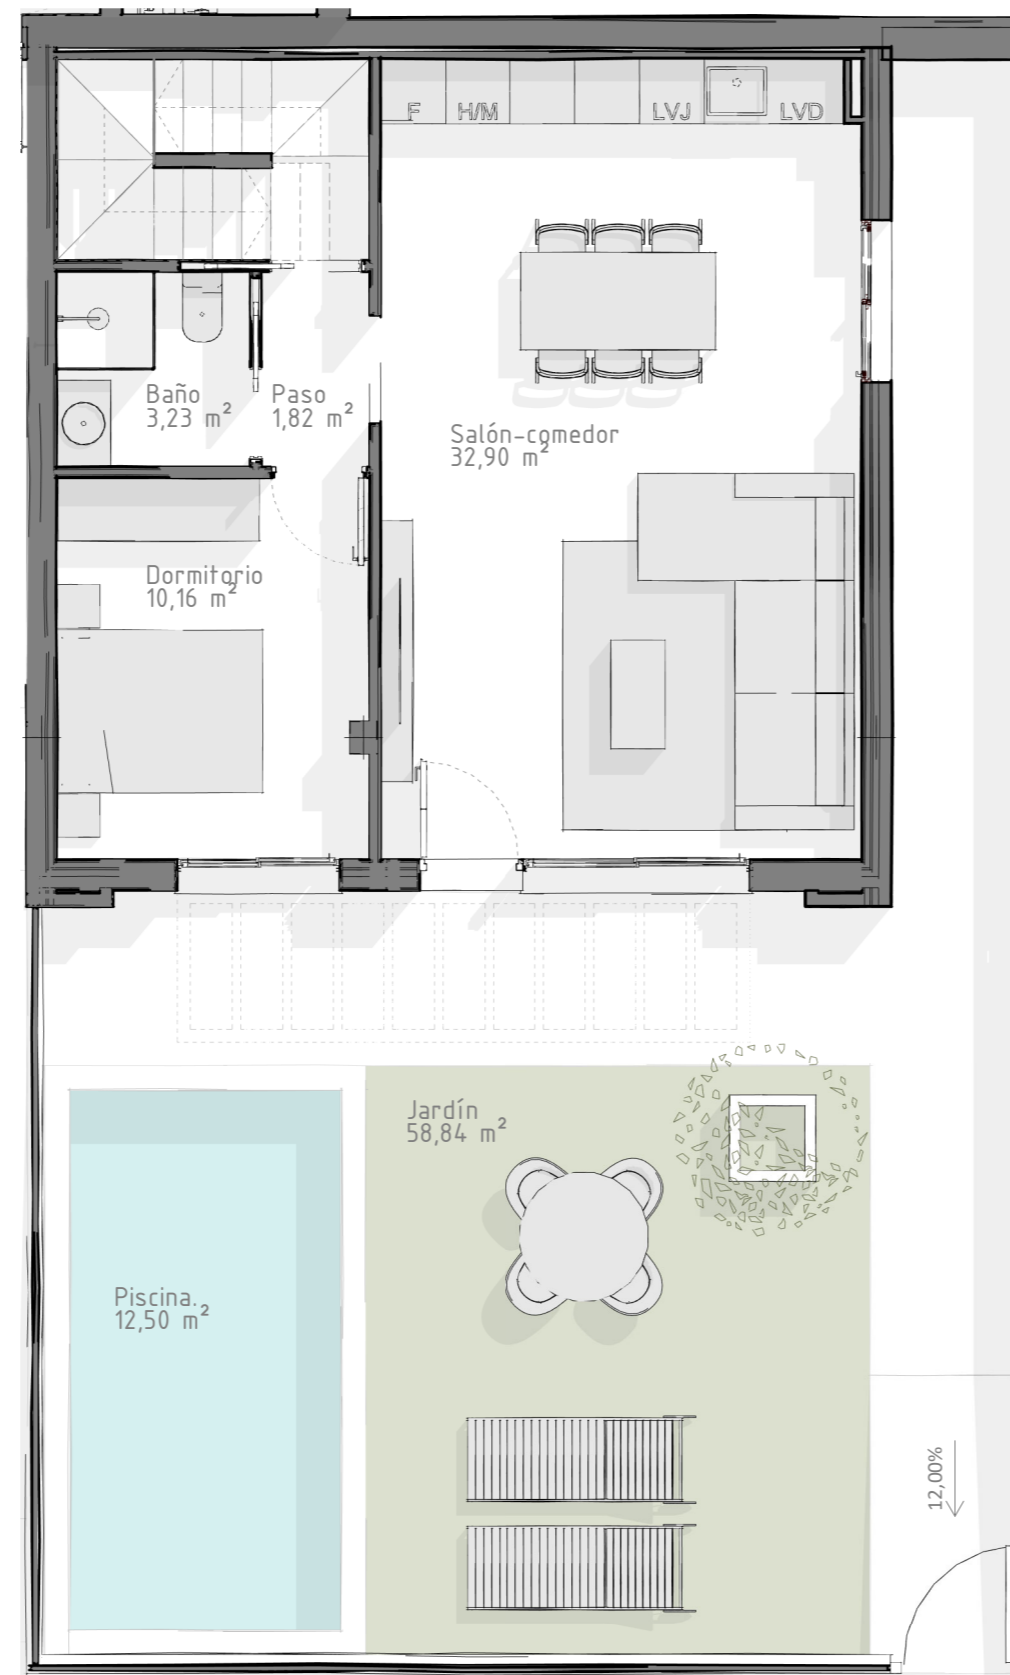 F
H/M
LVJ
LVD
Baño
3,23 m²
Paso
1,82 m²
Salón-comedor
32,90 m²
Dormitorio
10,16 m²
Jardín
58,84 m²
Piscina.
12,50 m²
12,00%